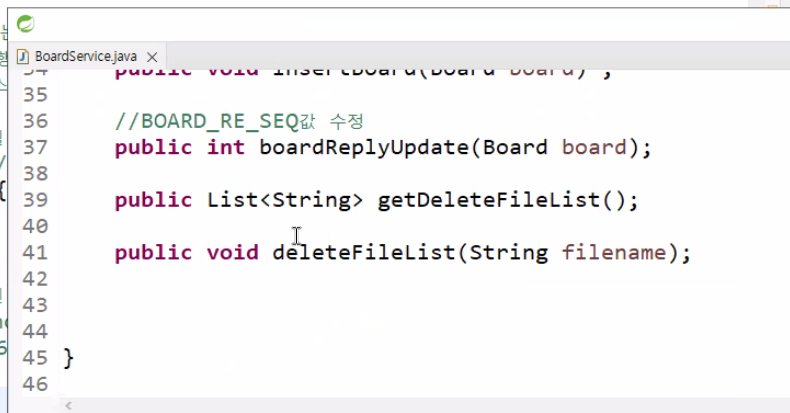 BoardService.java
34 public void insertBoard(Board board) ;
35
36 //BOARD_RE_SEQ값 수정
37 public int boardReplyUpdate(Board board);
38
39 public List<String> getDeleteFileList();
40
41 public void deleteFileList(String filename);
42
43
44
45 }
46